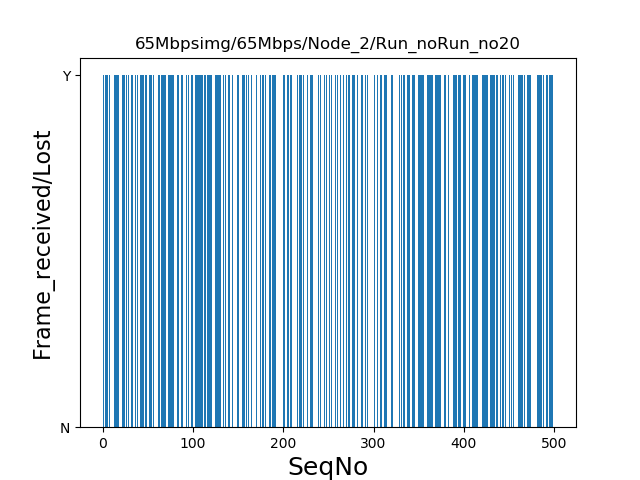 65Mbpsimg/65Mbps/Node_2/Run_noRun_no20
Y
Frame_received/Lost
N
0 100 200 300 400 500
SeqNo